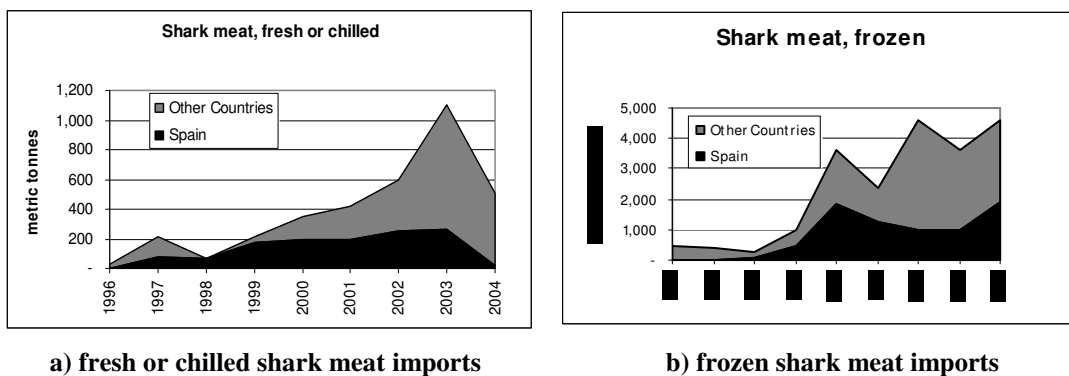 Shark meat, fresh or chilled
metric tonnes
1,200
1,000
800
600
400
200
-
Other Countries
Spain
1996
1997
1998
1999
2000
2001
2002
2003
2004
a) fresh or chilled shark meat imports
Shark meat, frozen
5,000
4,000
3,000
2,000
1,000
-
Other Countries
Spain
b) frozen shark meat imports